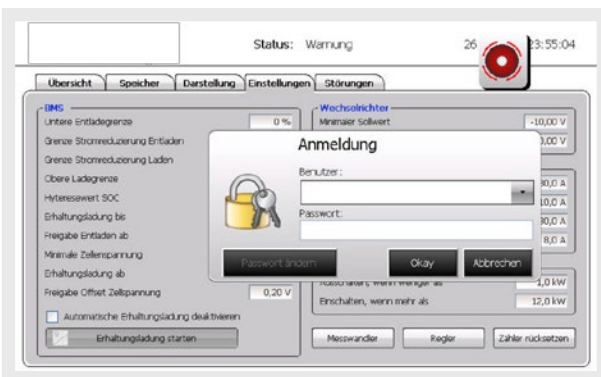 Status: Warnung
26
23:55:04
Übersicht Speicher Darstellung Einstellungen Störungen
BMS
Untere Entladegrenze 0 %
Grenze Stromreduzierung Entladen
Grenze Stromreduzierung Laden
Obere Ladegrenze
Hysteresewert SOC
Erhaltungsladung bis
Freigabe Entladen ab
Minimale Zellenspannung
Erhaltungsladung ab
Freigabe Offset Zellspannung 0,20 V
Automatische Erhaltungsladung deaktivieren
Erhaltungsladung starten
Anmeldung
Benutzer:
Passwort:
Passwort ändern Okay Abbrechen
Wechselrichter
Minimaler Sollwert -10,00 V
0,00 V
30,0 A
10,0 A
30,0 A
8,0 A
Ausschalten, wenn weniger als 1,0 kW
Einschalten, wenn mehr als 12,0 kW
Messwandler Regler Zähler rücksetzen